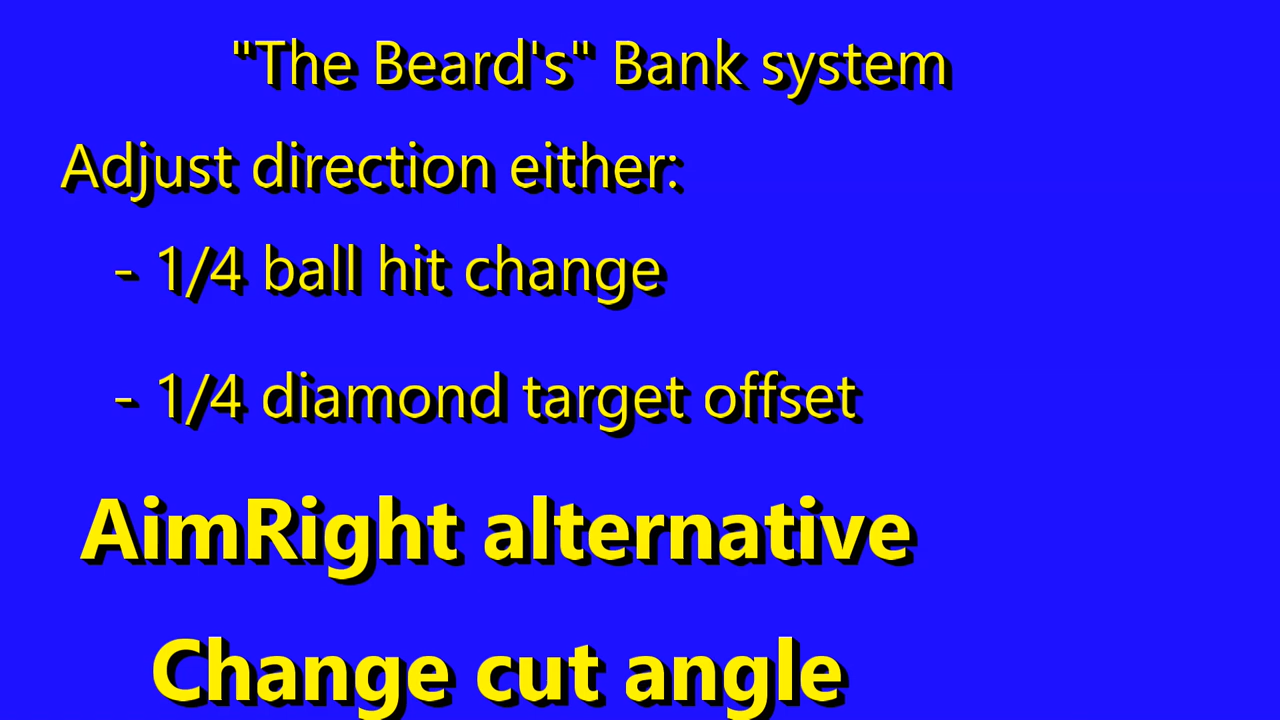 "The Beard's" Bank system
Adjust direction either:
- 1/4 ball hit change
- 1/4 diamond target offset
AimRight alternative
Change cut angle